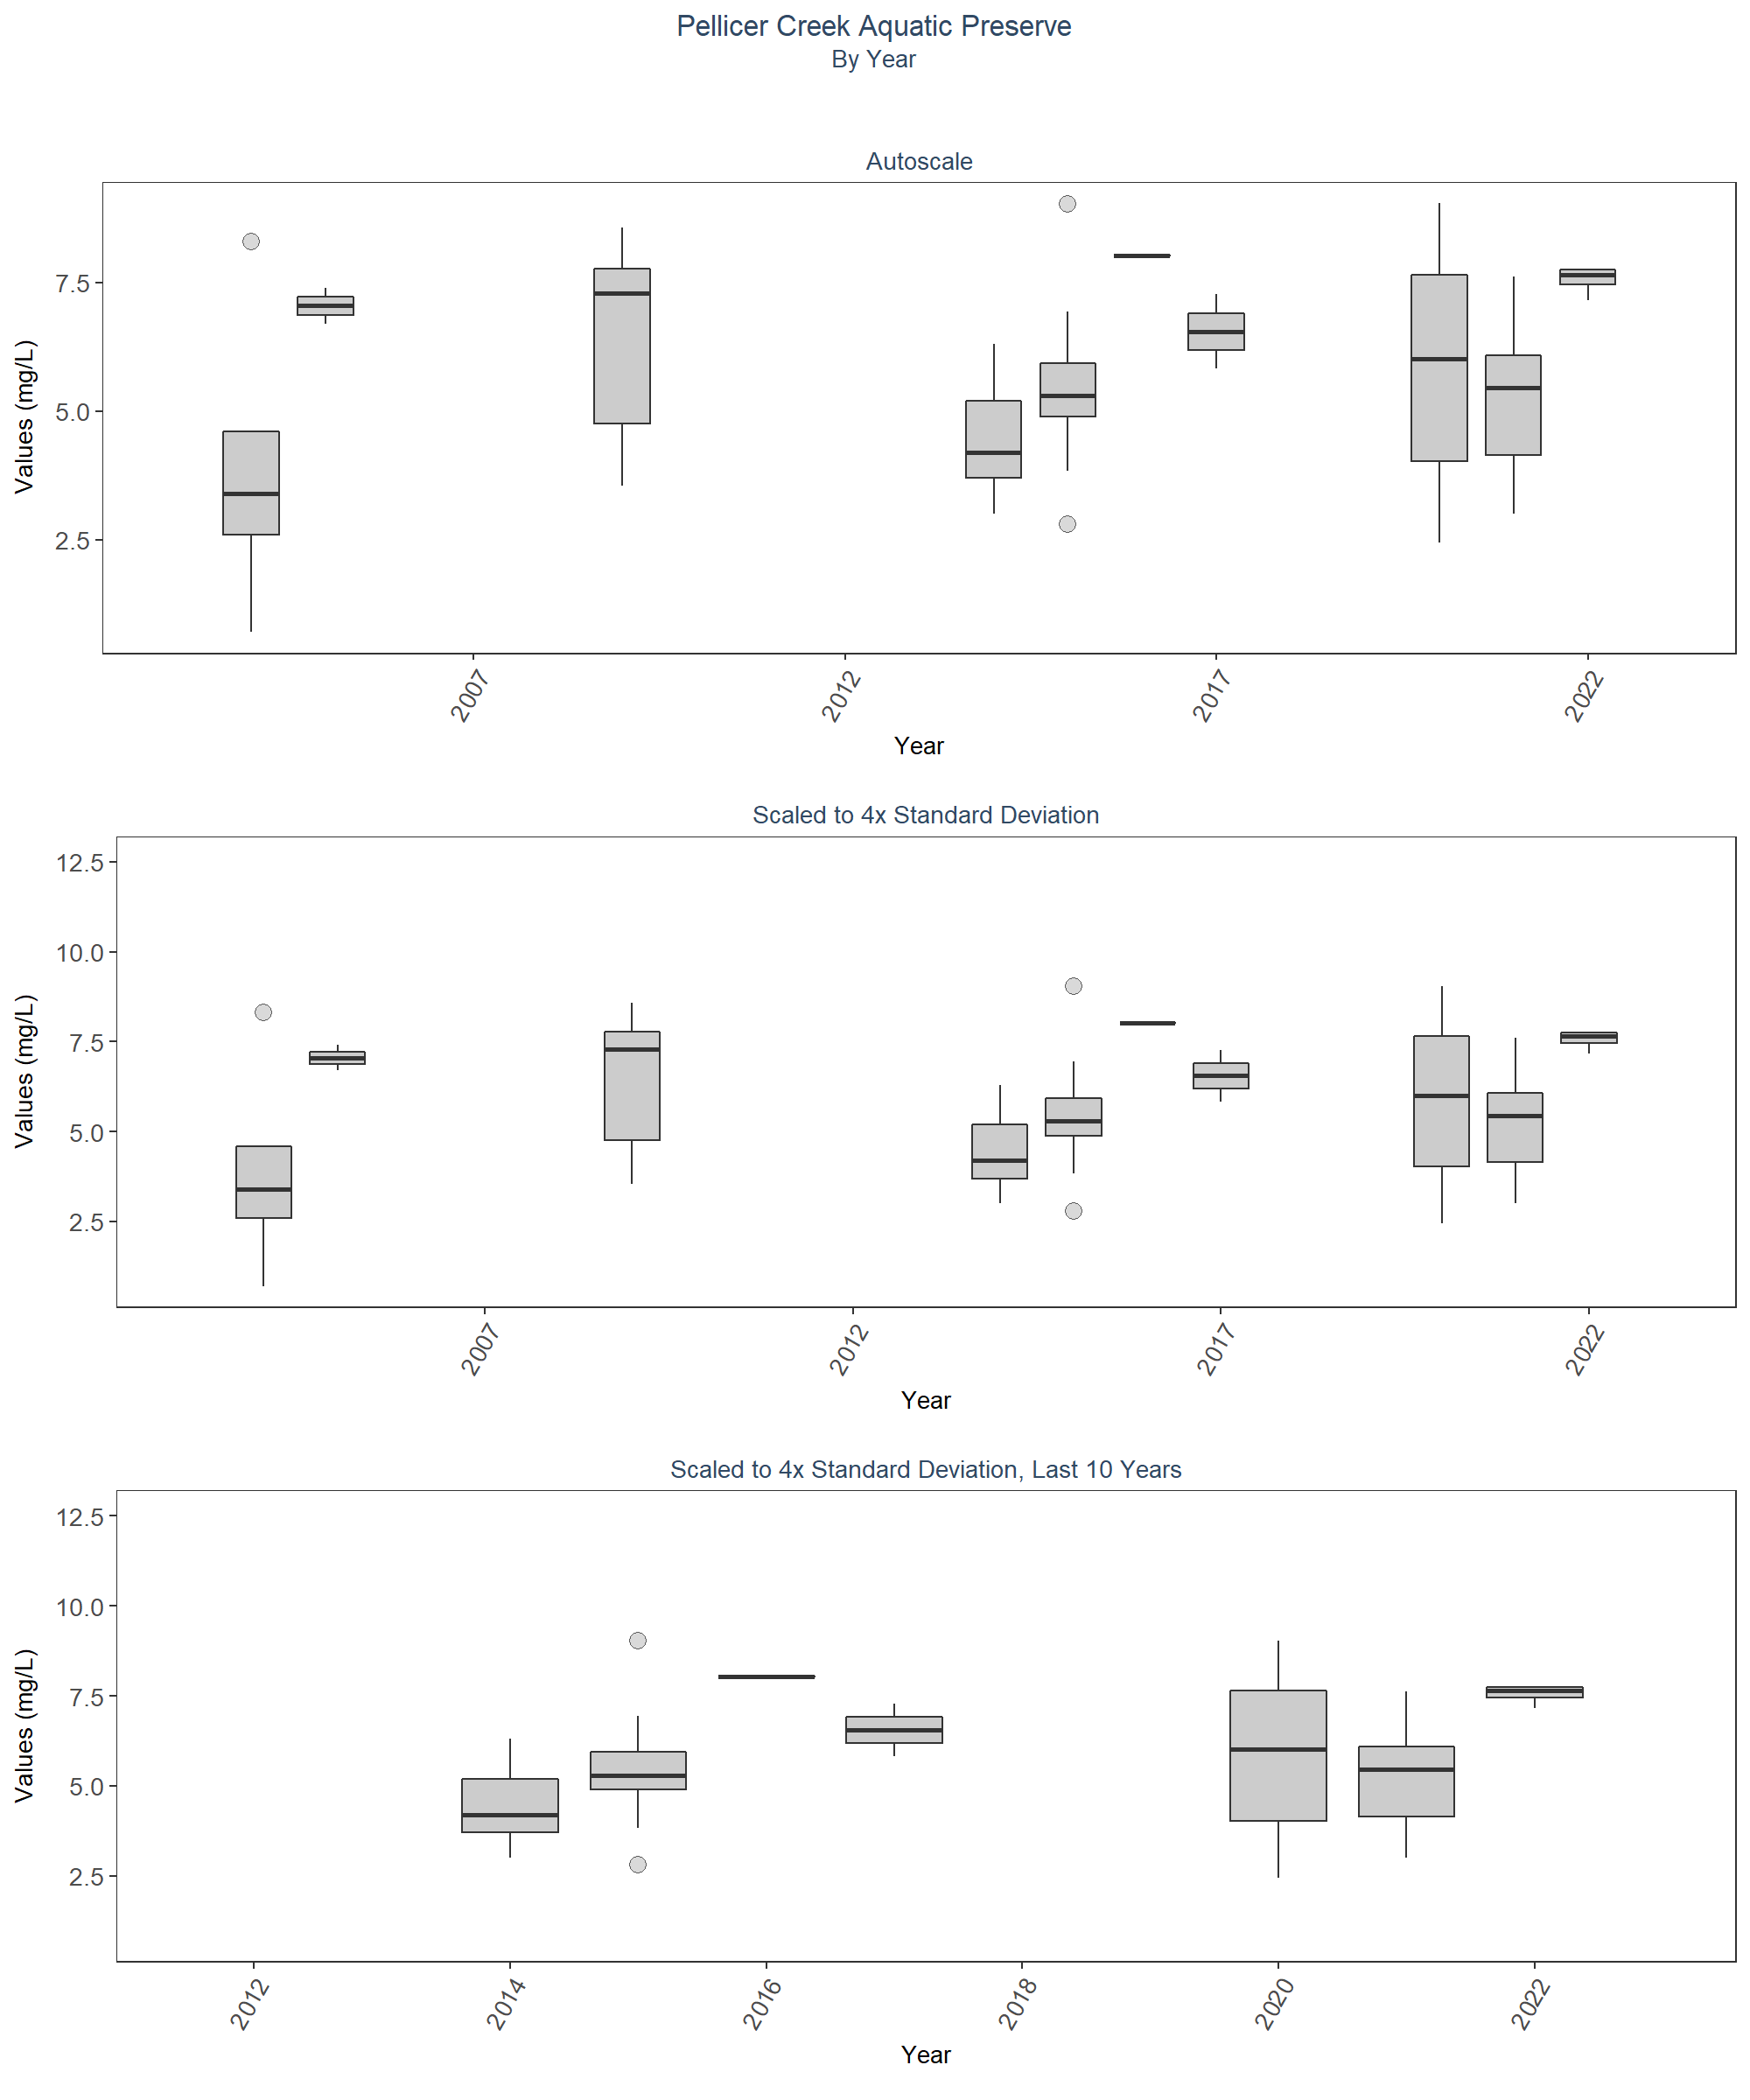 Pellicer Creek Aquatic Preserve
By Year
Autoscale
Values (mg/L)
7.5
5.0
2.5
2007 2012 2017 2022
Year
Scaled to 4x Standard Deviation
Values (mg/L)
12.5
10.0
7.5
5.0
2.5
2007 2012 2017 2022
Year
Scaled to 4x Standard Deviation, Last 10 Years
Values (mg/L)
12.5
10.0
7.5
5.0
2.5
2012 2014 2016 2018 2020 2022
Year